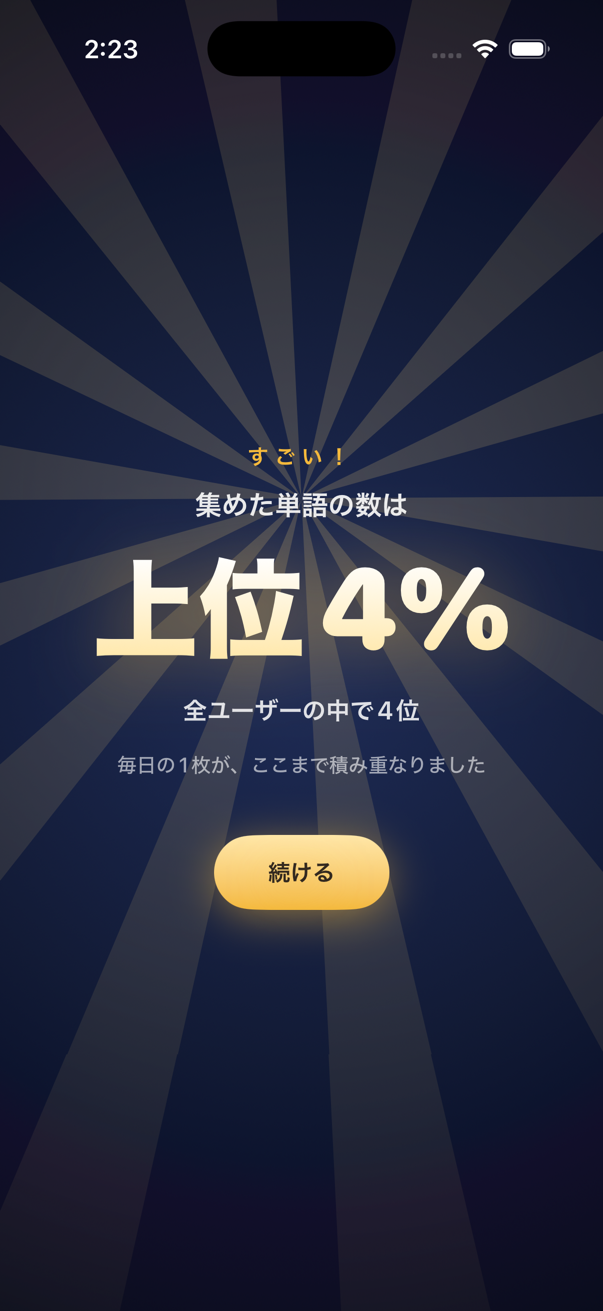 2:23
すごい！
集めた単語の数は
上位4%
全ユーザーの中で4位
毎日の1枚が、ここまで積み重なりました
続ける